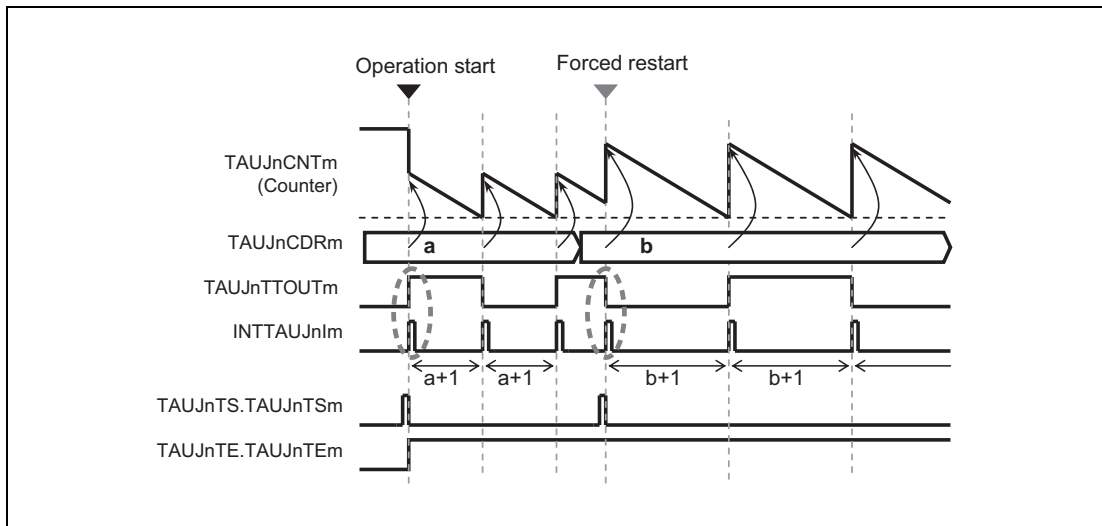 Operation start
Forced restart
TAUJnCNTm
(Counter)
TAUJnCDRm
a
b
TAUJnTTOUTm
INTTAUJnIm
a+1
a+1
b+1
b+1
TAUJnTS.TAUJnTSm
TAUJnTE.TAUJnTEm